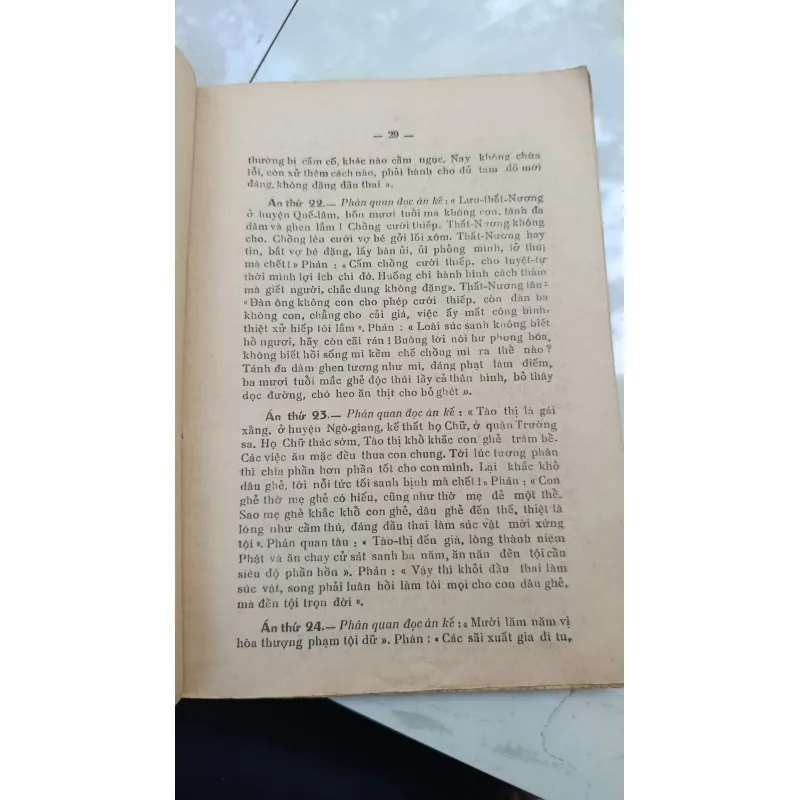 — 29 —
thường bị cấm cố, khác nào cầm ngục. Nay không chừa
lỗi, còn xử thêm cách nào, phải hành cho đủ tam đồ mới
đáng, không đặng đầu thai ».
Án thứ 22.— Phán quan đọc án kể : « Lưu-thất-Nương
ở huyện Quế-lâm, bốn mươi tuổi mà không con, tánh đa
dâm và ghen lắm ! Chồng cưới thiếp. Thất-Nương không
cho. Chồng lén cưới vợ bé gởi lối xóm. Thất-Nương hay
tin, bắt vợ bé đặng, lấy bàn ủi, ủi phỏng mình, lở thúi
mà chết ! » Phán : « Cấm chồng cưới thiếp, cho tuyệt-tự
thời mình lợi ích chi đó. Huống chi hành hình cách thảm
mà giết người, chắc dung không đặng». Thất-Nương tâu :
«Đàn ông không con cho phép cưới thiếp, còn đàn bà
không con, chẳng cho cải giá, việc ấy mất công bình,
thiệt xử hiếp tôi lắm ». Phán : « Loài súc sanh không biết
hổ ngươi, hãy còn cãi rán ! Buông lời nói hư phong hóa,
không biết hồi sống mi kềm chế chồng mi ra thể nào ?
Tánh đa dâm ghen tương như mi, đáng phạt làm điếm,
ba mươi tuổi mắc ghẻ độc thúi lầy cả thân hình, bỏ thây
dọc đường, chó heo ăn thịt cho bỏ ghét ».
Án thứ 23.— Phán quan đọc án kể : « Tào thị là gái
xẵng, ở huyện Ngô-giang, kế thất họ Chữ, ở quận Trường
sa. Họ Chữ thác sớm, Tào thị khổ khắc con ghẻ trăm bề.
Các việc ăn mặc đều thua con chung. Tới lúc tương phân
thì chia phần hơn phần tốt cho con mình. Lại khắc khổ
dâu ghẻ, tới nỗi tức tối sanh bịnh mà chết ! » Phán : « Con
ghẻ thờ mẹ ghẻ có hiếu, cũng như thờ mẹ đẻ một thể.
Sao mẹ ghẻ khắc khổ con ghẻ, dâu ghẻ đến thế, thiệt là
lòng như cầm thú, đáng đầu thai làm súc vật mới xứng
tội ». Phán quan tâu : « Tào-thị đến già, lòng thành niệm
Phật và ăn chay cử sát sanh ba năm, ăn năn đền tội cầu
siêu độ phần hồn ». Phán : « Vậy thì khỏi đầu thai làm
súc vật, song phải luân hồi làm tôi mọi cho con dâu ghẻ,
mà đền tội trọn đời ».
Án thứ 24.— Phán quan đọc án kể : « Mười lăm năm vị
hòa thượng phạm tội dữ ». Phán : « Các sãi xuất gia đi tu,